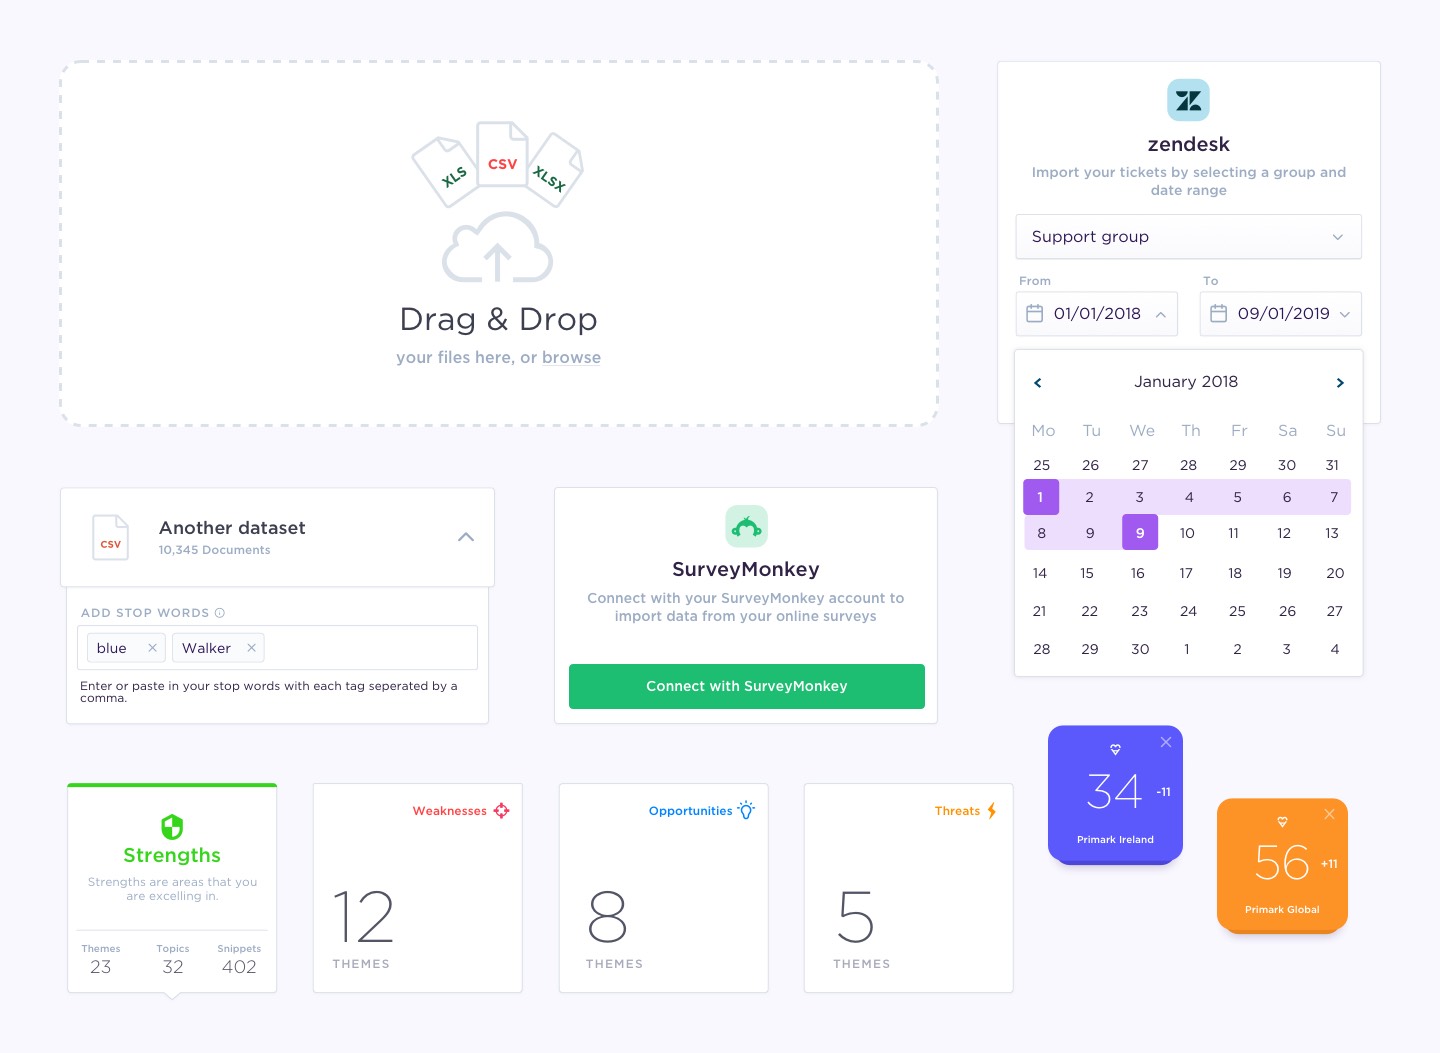 XLS
CSV
XLSX
Drag & Drop
your files here, or browse
zendesk
Import your tickets by selecting a group and
date range
Support group
From
To
01/01/2018
09/01/2019
January 2018
Mo Tu We Th Fr Sa Su
25 26 27 28 29 30 31
1 2 3 4 5 6 7
8 9 9 10 11 12 13
14 15 16 17 18 19 20
21 22 23 24 25 26 27
28 29 30 1 2 3 4
CSV
Another dataset
10,345 Documents
ADD STOP WORDS
blue
Walker
Enter or paste in your stop words with each tag seperated by a
comma.
SurveyMonkey
Connect with your SurveyMonkey account to
import data from your online surveys
Connect with SurveyMonkey
Strengths
Strengths are areas that you
are excelling in.
Themes Topics Snippets
23 32 402
Weaknesses
12
THEMES
Opportunities
8
THEMES
Threats
5
THEMES
34
-11
Primark Ireland
56
+11
Primark Global